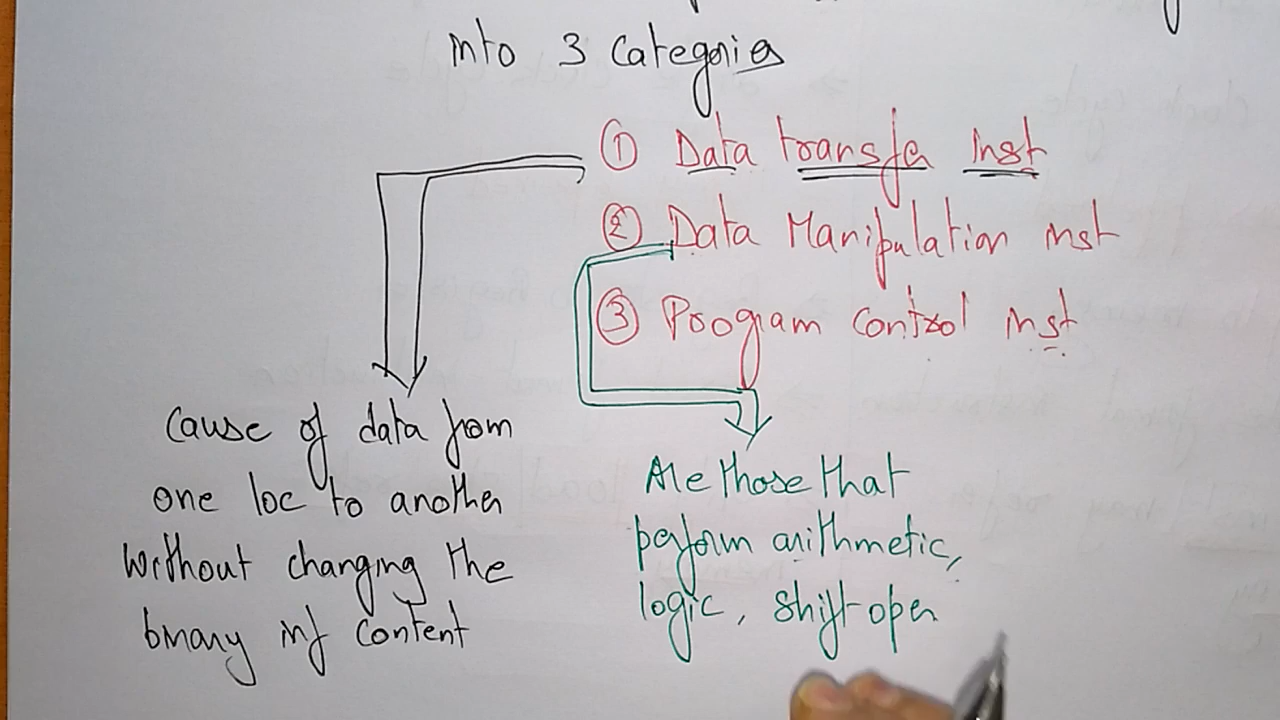 into 3 Categories
① Data transfer inst
② Data Manipulation inst
③ Program Control inst
Cause of data from
one loc to another
without changing the
binary inf content
Are those that
perform arithmetic,
logic, shift oper